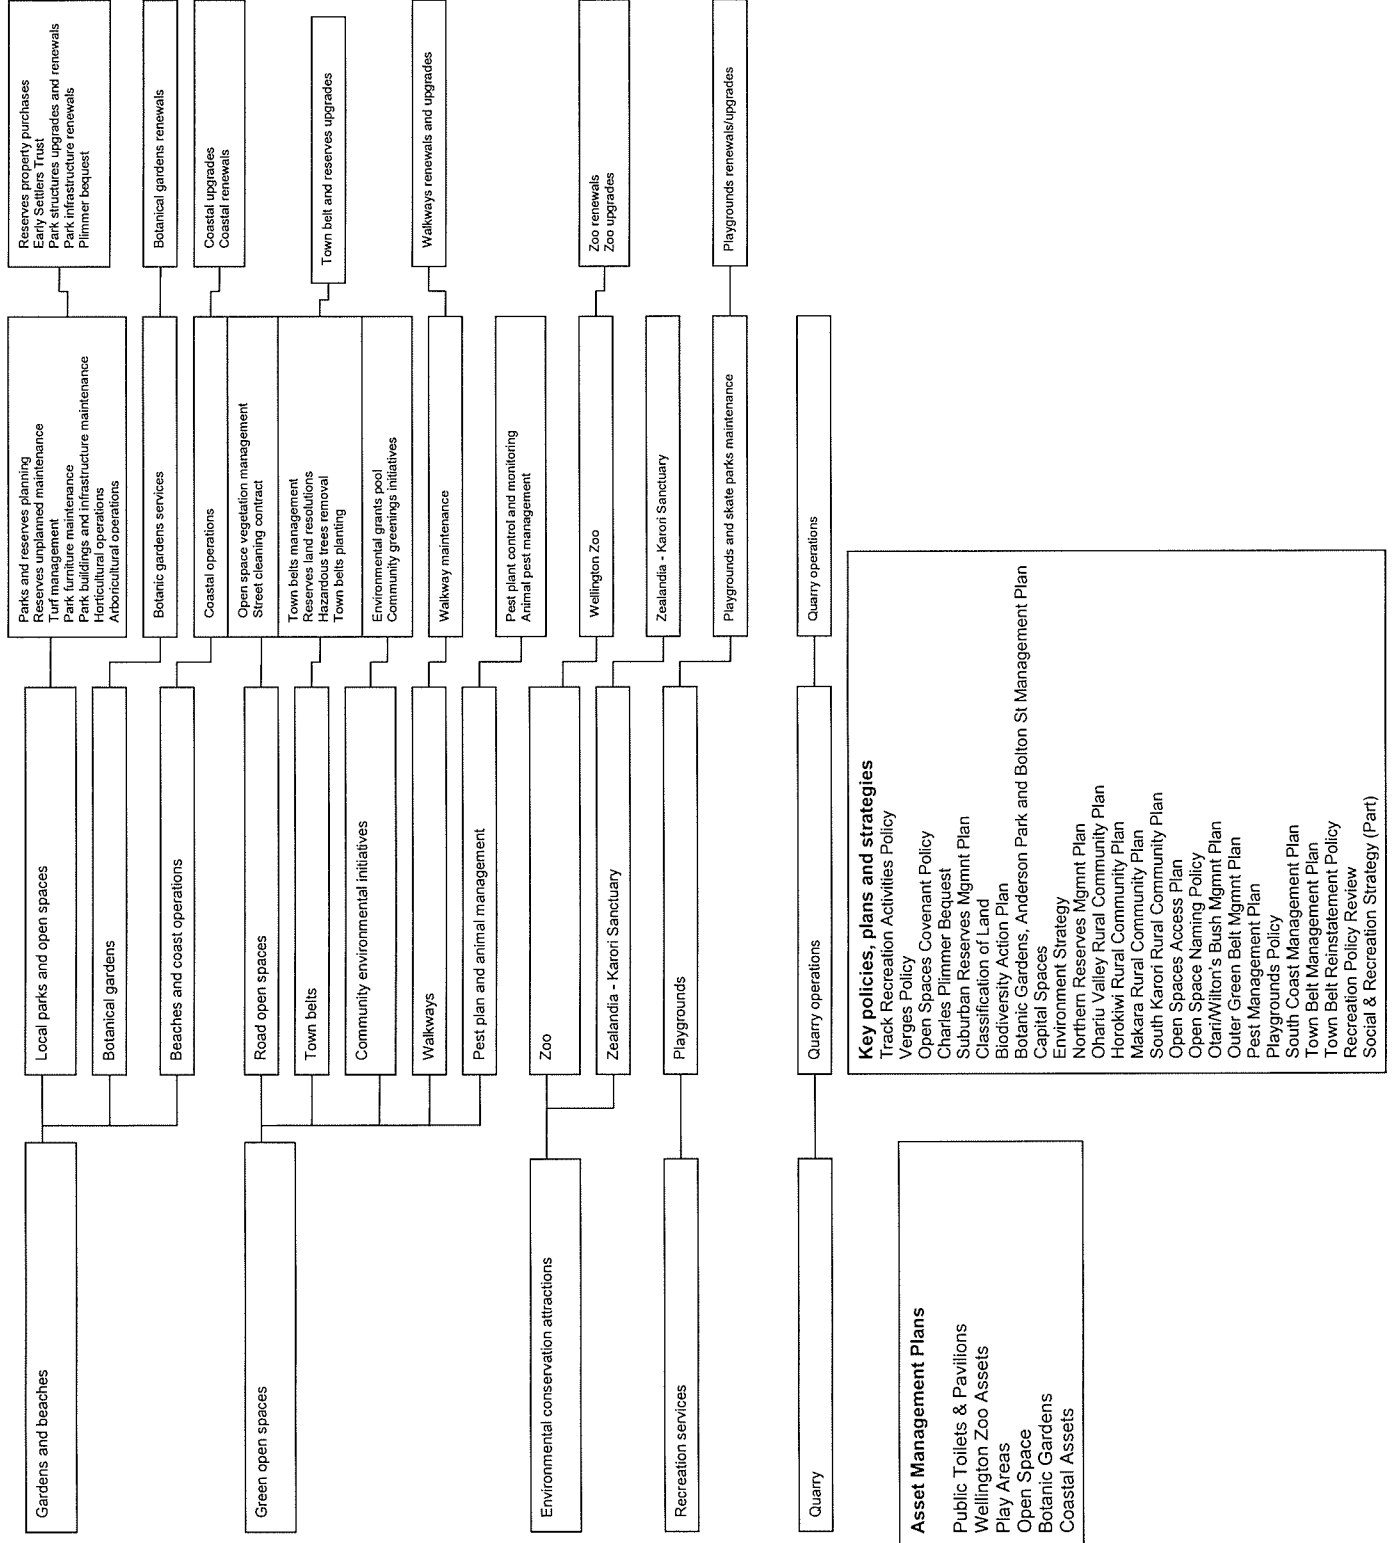 Gardens and beaches
Local parks and open spaces
Parks and reserves planning
Reserves unplanned maintenance
Turf management
Park furniture maintenance
Park buildings and infrastructure maintenance
Horticultural operations
Arboricultural operations
Reserves property purchases
Early Settlers Trust
Park structures upgrades and renewals
Park infrastructure renewals
Plimmer bequest
Botanical gardens
Botanic gardens services
Botanical gardens renewals
Beaches and coast operations
Coastal operations
Coastal upgrades
Coastal renewals
Green open spaces
Road open spaces
Open space vegetation management
Street cleaning contract
Town belts
Town belts management
Reserves land resolutions
Hazardous trees removal
Town belts planting
Town belt and reserves upgrades
Community environmental initiatives
Environmental grants pool
Community greenings initiatives
Walkways
Walkway maintenance
Walkways renewals and upgrades
Pest plan and animal management
Pest plant control and monitoring
Animal pest management
Environmental conservation attractions
Zoo
Wellington Zoo
Zoo renewals
Zoo upgrades
Zealandia - Karori Sanctuary
Zealandia - Karori Sanctuary
Recreation services
Playgrounds
Playgrounds and skate parks maintenance
Playgrounds renewals/upgrades
Quarry
Quarry operations
Quarry operations
Asset Management Plans
Public Toilets & Pavilions
Wellington Zoo Assets
Play Areas
Open Space
Botanic Gardens
Coastal Assets
Key policies, plans and strategies
Track Recreation Activities Policy
Verges Policy
Open Spaces Covenant Policy
Charles Plimmer Bequest
Suburban Reserves Mgmnt Plan
Classification of Land
Biodiversity Action Plan
Botanic Gardens, Anderson Park and Bolton St Management Plan
Capital Spaces
Environment Strategy
Northern Reserves Mgmnt Plan
Ohariu Valley Rural Community Plan
Horokiwi Rural Community Plan
Makara Rural Community Plan
South Karori Rural Community Plan
Open Spaces Access Plan
Open Space Naming Policy
Otari/Wilton's Bush Mgmnt Plan
Outer Green Belt Mgmnt Plan
Pest Management Plan
Playgrounds Policy
South Coast Management Plan
Town Belt Management Plan
Town Belt Reinstatement Policy
Recreation Policy Review
Social & Recreation Strategy (Part)